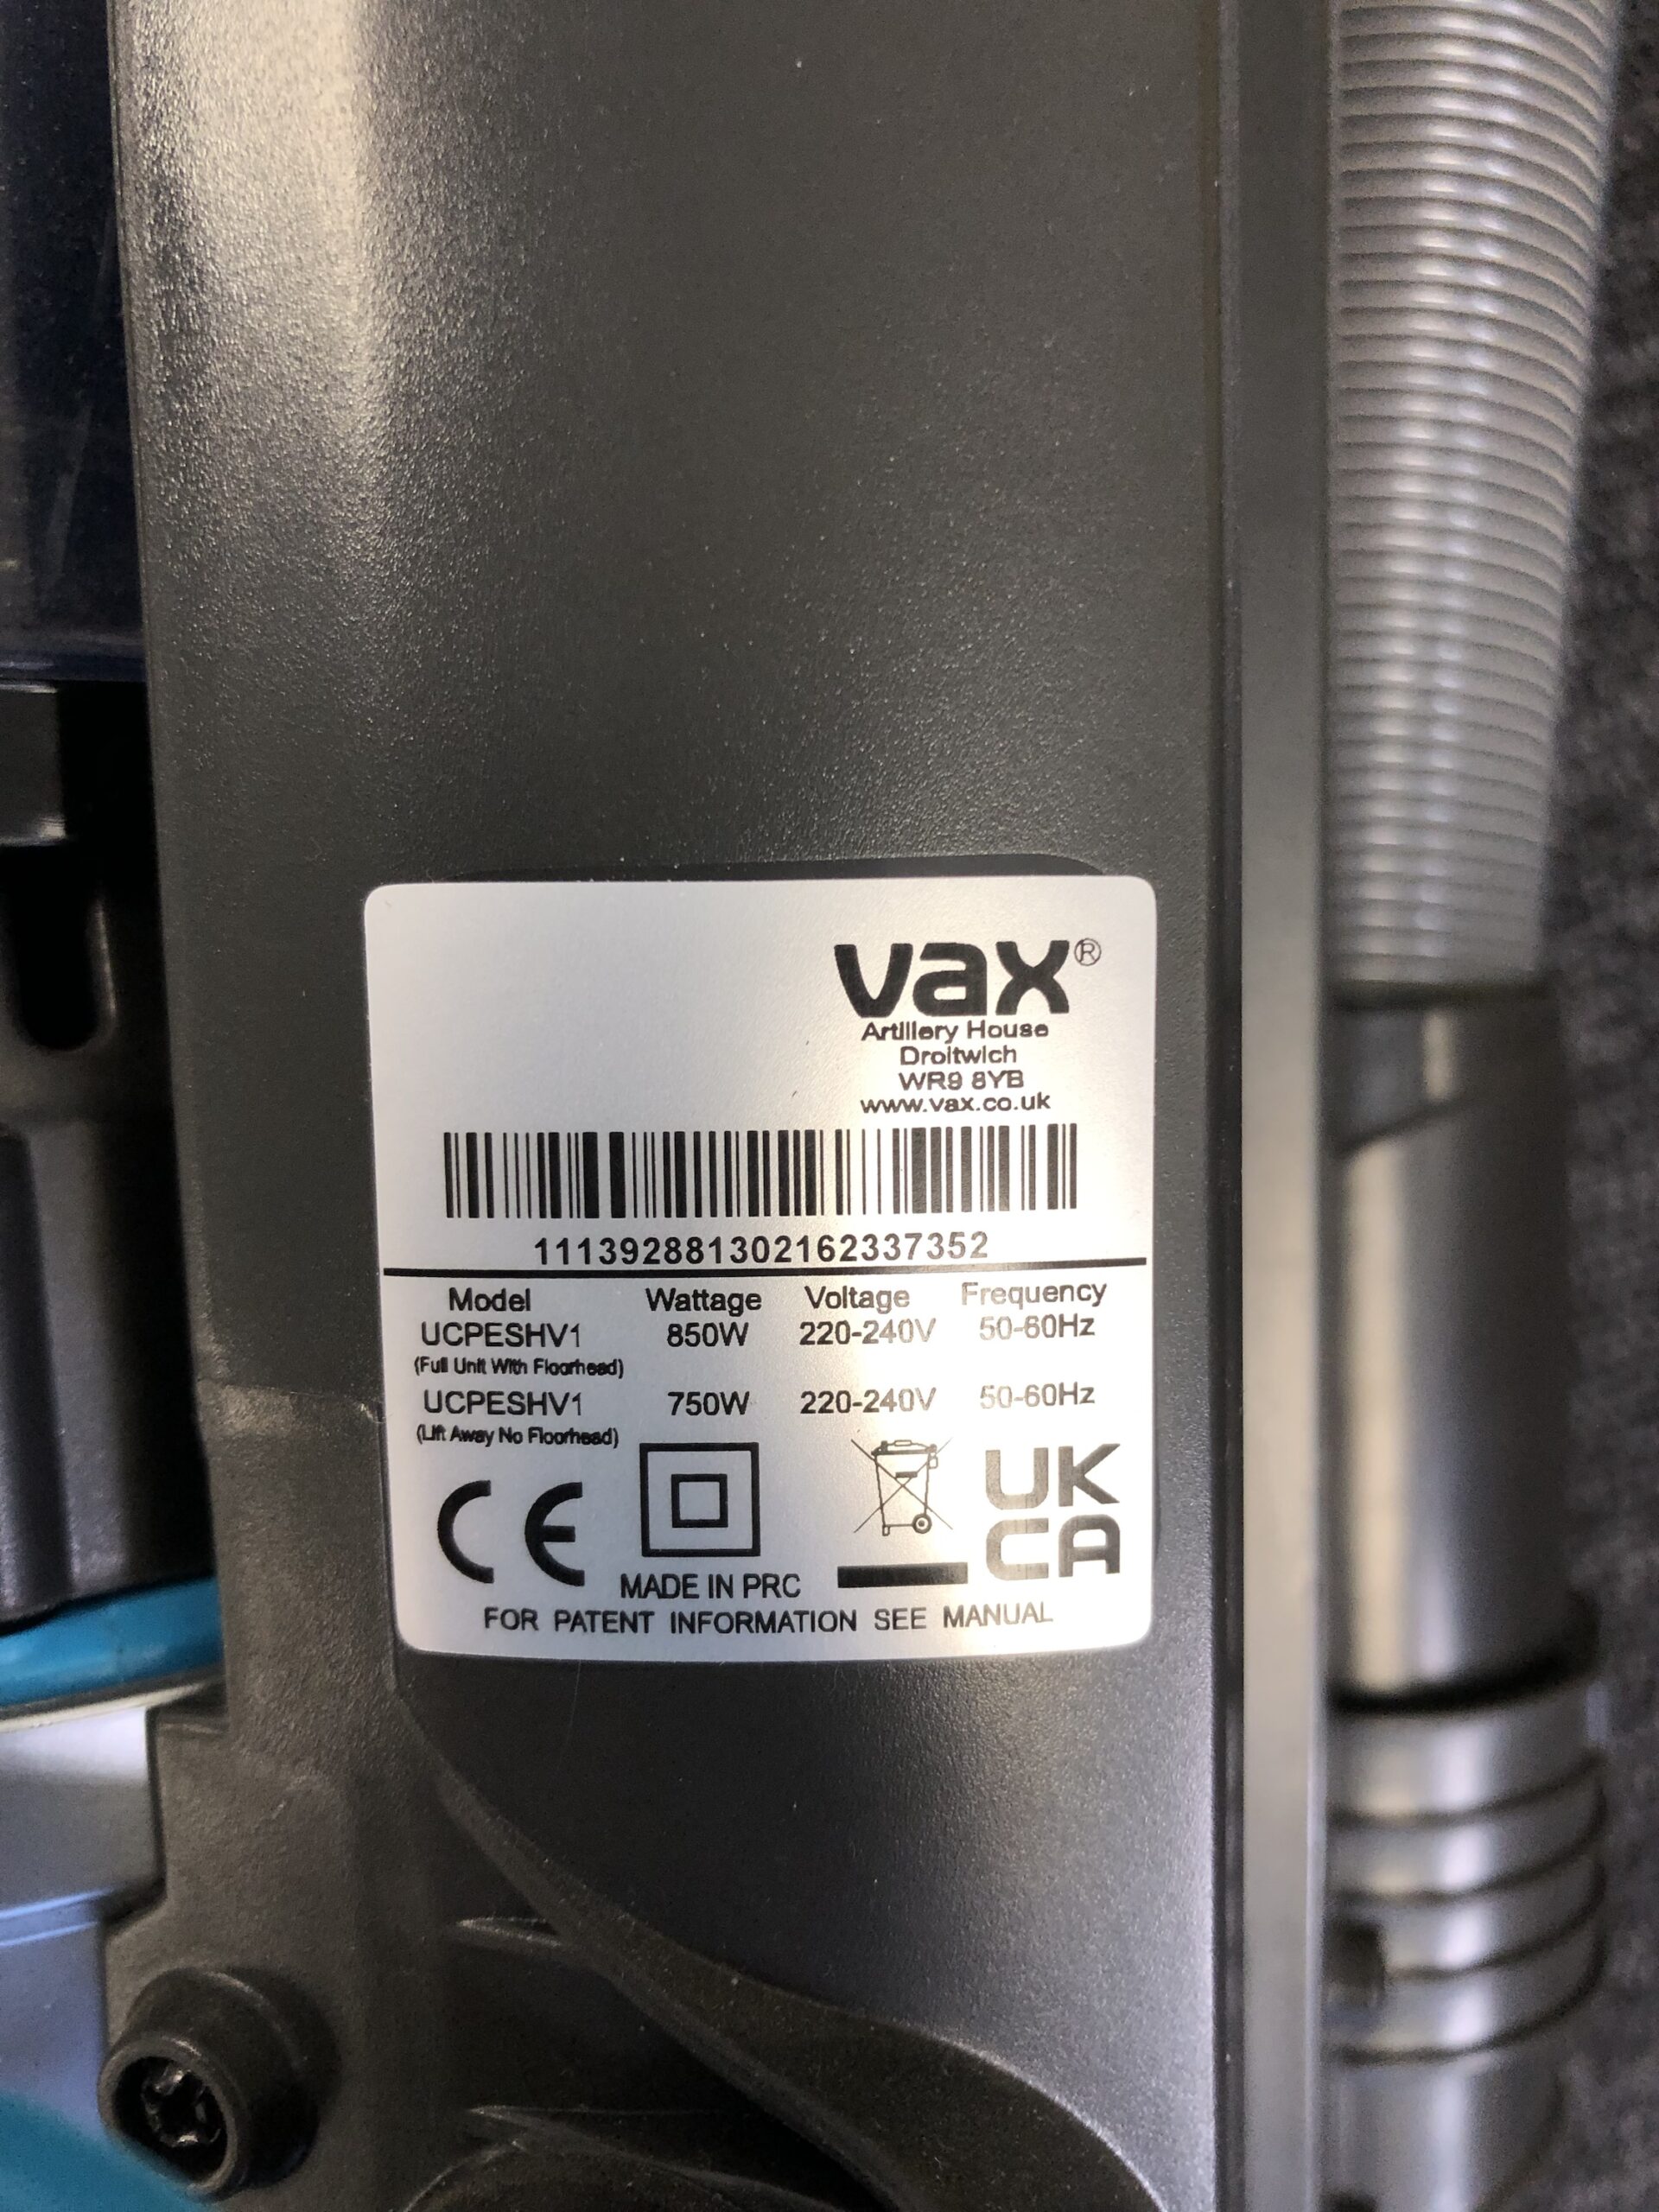 vax®
Artillery House
Droitwich
WR9 8YB
www.vax.co.uk
111392881302162337352
Model Wattage Voltage Frequency
UCPESHV1 850W 220-240V 50-60Hz
(Full Unit With Floorhead)
UCPESHV1 750W 220-240V 50-60Hz
(Lift Away No Floorhead)
CE
UK
CA
MADE IN PRC
FOR PATENT INFORMATION SEE MANUAL